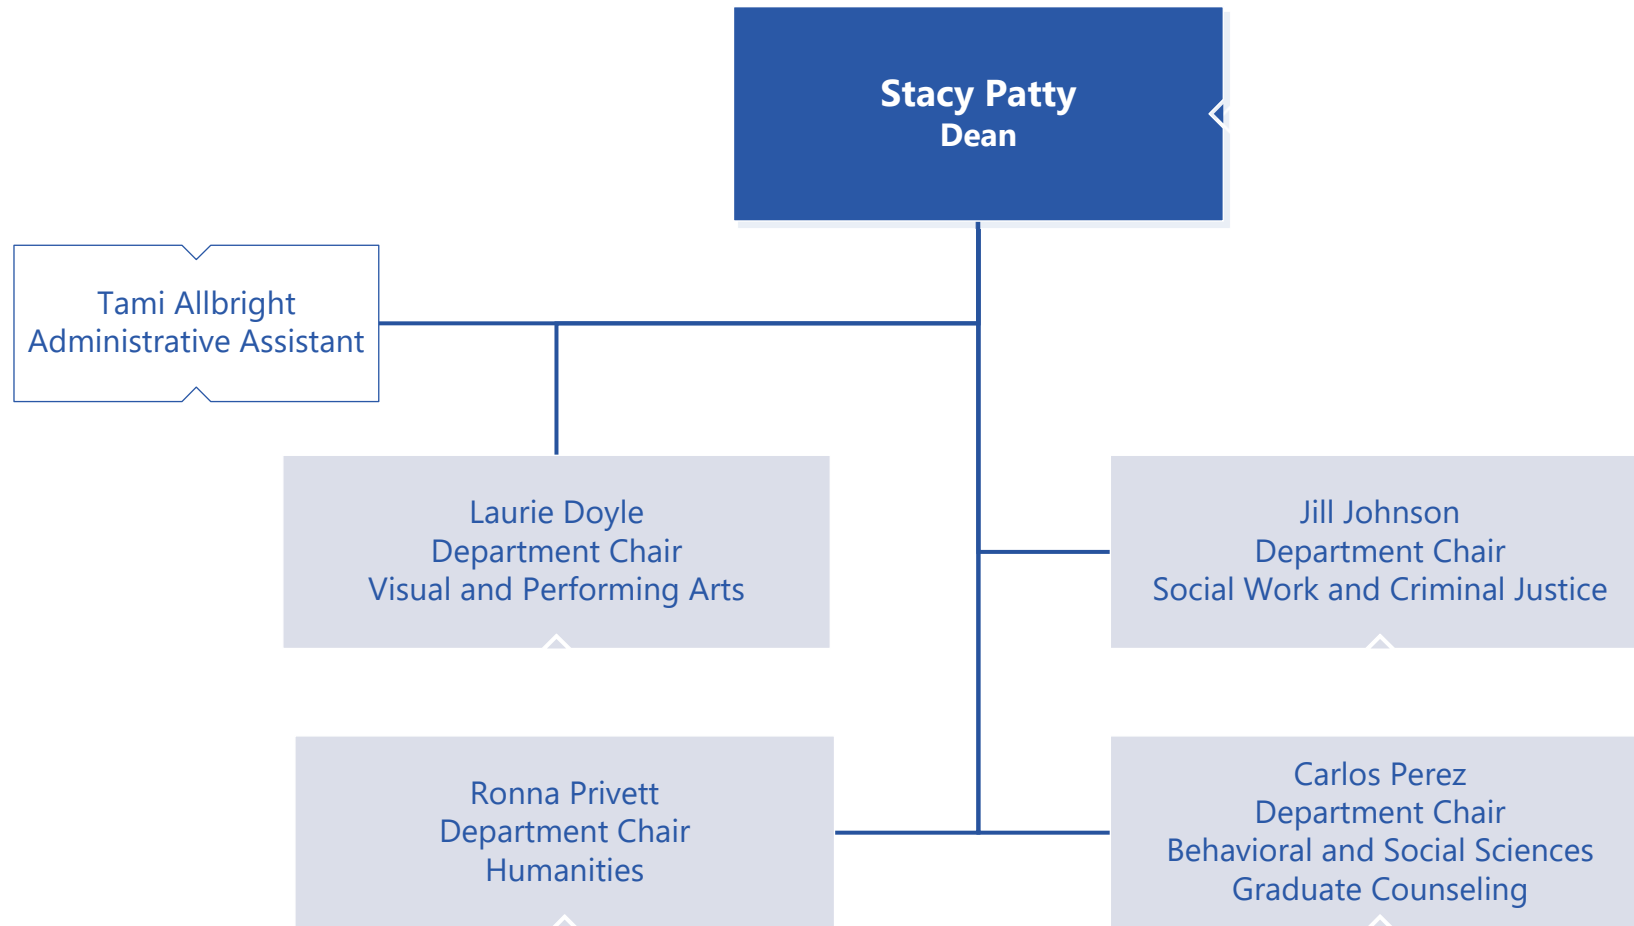 Stacy Patty
Dean
Tami Allbright
Administrative Assistant
Laurie Doyle
Department Chair
Visual and Performing Arts
Jill Johnson
Department Chair
Social Work and Criminal Justice
Ronna Privett
Department Chair
Humanities
Carlos Perez
Department Chair
Behavioral and Social Sciences
Graduate Counseling